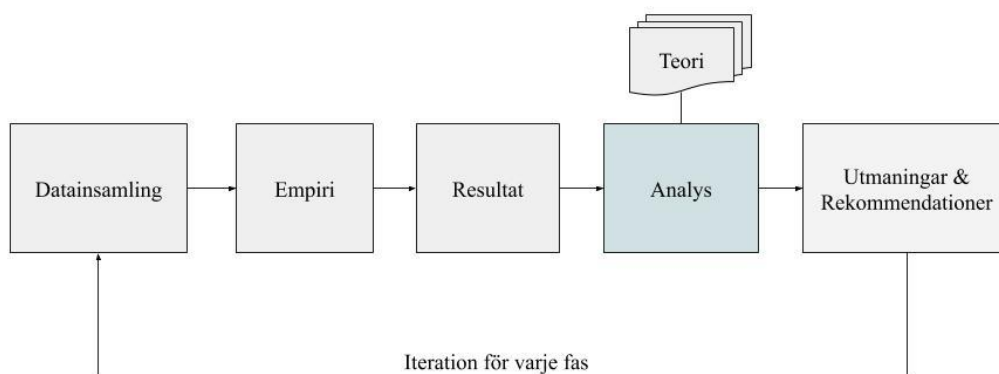 Teori
Datainsamling
Empiri
Resultat
Analys
Utmaningar &
Rekommendationer
Iteration för varje fas